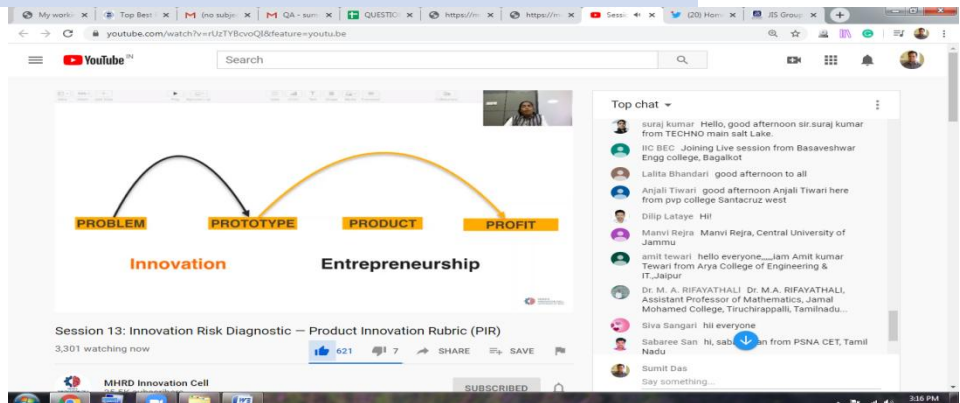 My workin
Top Best
(no subje
QA - sum
QUESTIO
https://m
https://m
Sessi
(20) Hom
JIS Group
youtube.com/watch?v=rUzTYBcvoQI&feature=youtu.be
YouTube IN
Search
PROBLEM
PROTOTYPE
PRODUCT
PROFIT
Innovation
Entrepreneurship
Session 13: Innovation Risk Diagnostic — Product Innovation Rubric (PIR)
3,301 watching now
621
7
SHARE
SAVE
MHRD Innovation Cell
SUBSCRIBED
Top chat
suraj kumar Hello, good afternoon sir.suraj kumar
from TECHNO main salt Lake.
IIC BEC Joining Live session from Basaveshwar
Engg college, Bagalkot
Lalita Bhandari good afternoon to all
Anjali Tiwari good afternoon Anjali Tiwari here
from pvp college Santacruz west
Dilip Lataye Hi!
Manvi Rejra Manvi Rejra, Central University of
Jammu
amit tewari hello everyone,,,,iam Amit kumar
Tewari from Arya College of Engineering &
IT.,Jaipur
Dr. M. A. RIFAYATHALI Dr. M.A. RIFAYATHALI,
Assistant Professor of Mathematics, Jamal
Mohamed College, Tiruchirappalli, Tamilnadu...
Siva Sangari hii everyone
Sabaree San hi, saba an from PSNA CET, Tamil
Nadu
Sumit Das
Say something...
3:16 PM